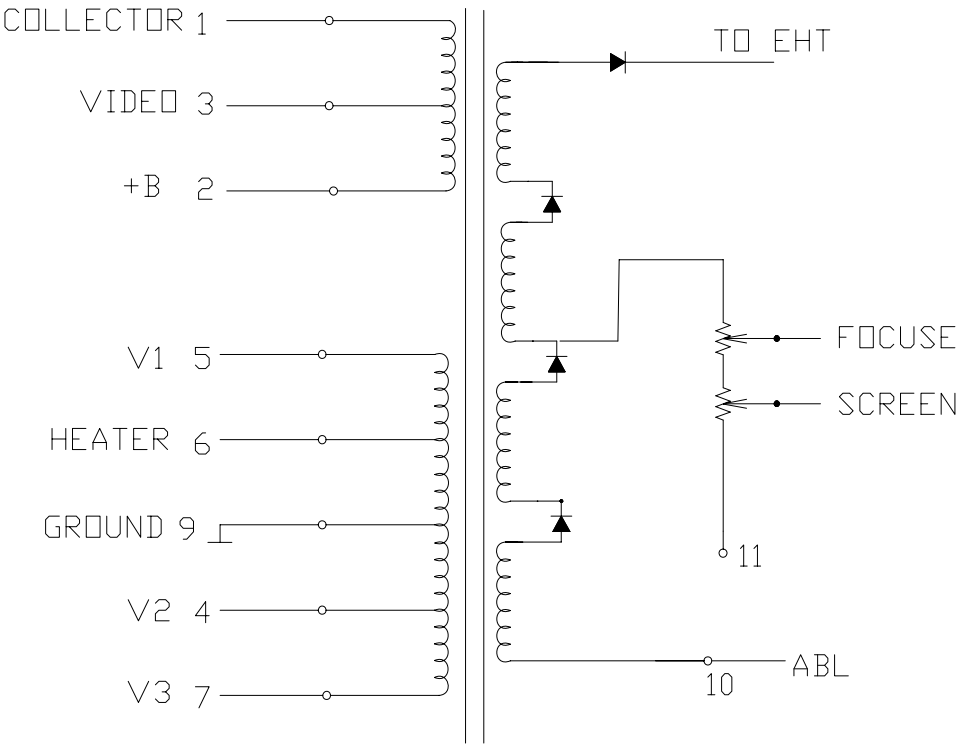 COLLECTOR 1
TO EHT
VIDEO 3
+B 2
V1 5
FOCUSE
SCREEN
HEATER 6
GROUND 9
11
V2 4
ABL
V3 7
10